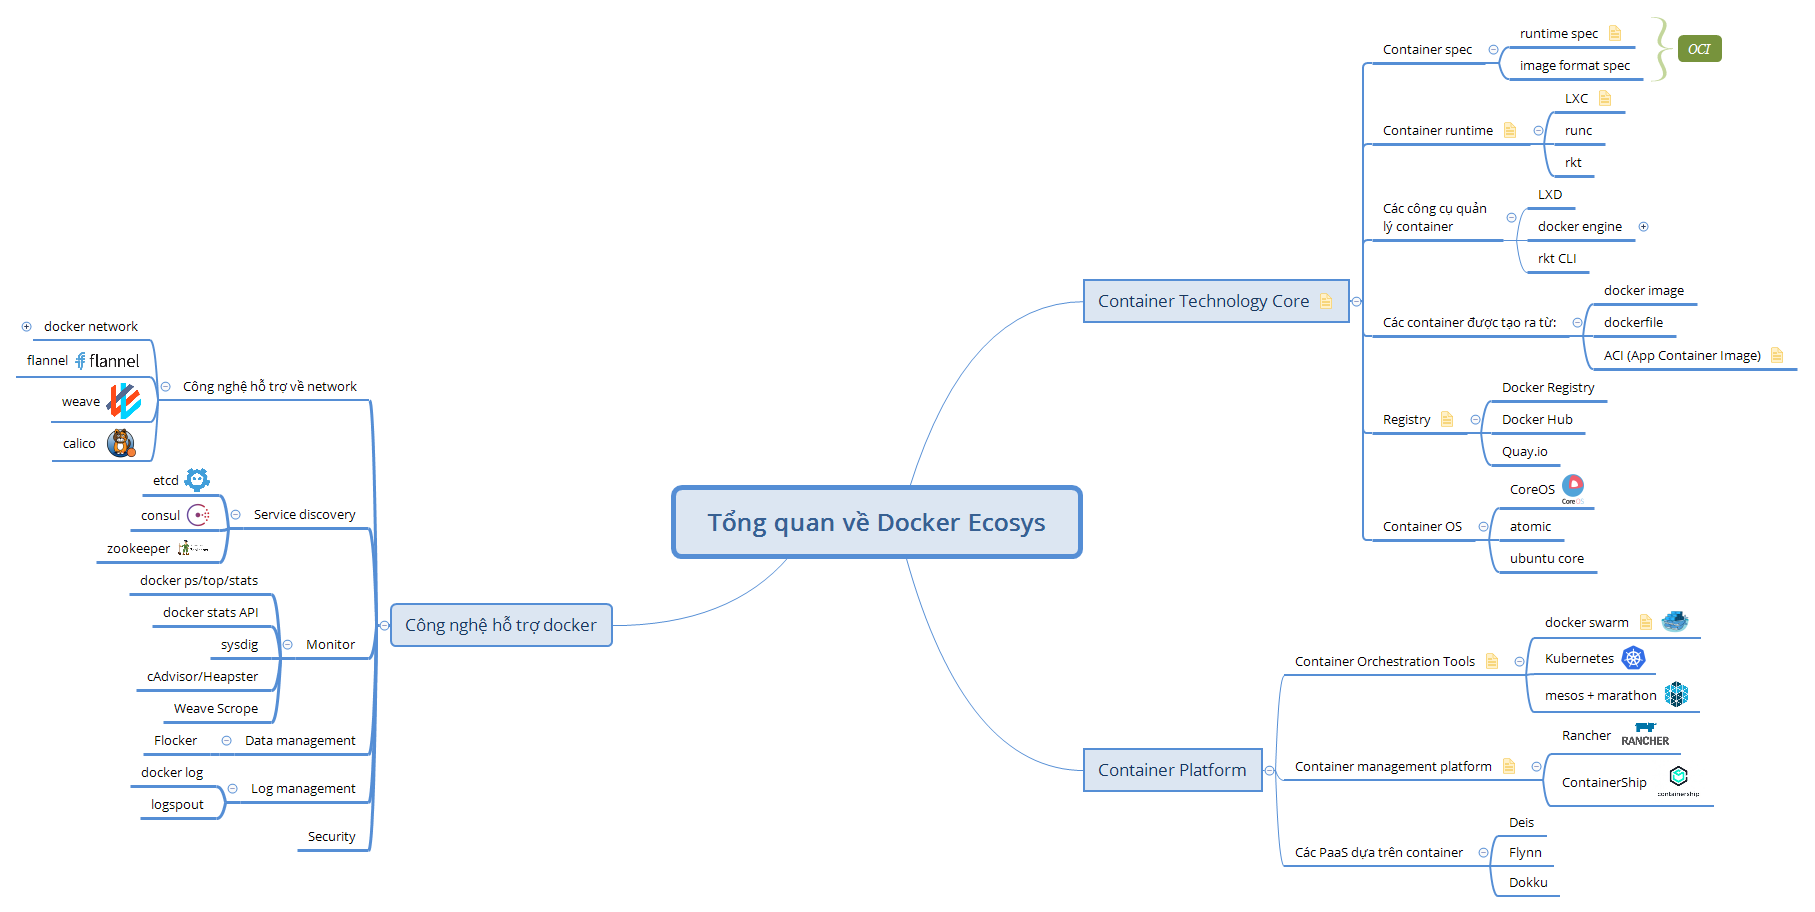 Tổng quan về Docker Ecosys
Container Technology Core
Container spec
runtime spec
image format spec
OCI
Container runtime
LXC
runc
rkt
Các công cụ quản
lý container
LXD
docker engine
rkt CLI
Các container được tạo ra từ:
docker image
dockerfile
ACI (App Container Image)
Registry
Docker Registry
Docker Hub
Quay.io
Container OS
CoreOS
CoreOS
atomic
ubuntu core
Container Platform
Container Orchestration Tools
docker swarm
Kubernetes
mesos + marathon
Container management platform
Rancher
RANCHER
ContainerShip
containership
Các PaaS dựa trên container
Deis
Flynn
Dokku
Công nghệ hỗ trợ docker
Công nghệ hỗ trợ về network
docker network
flannel flannel
weave
calico
Service discovery
etcd
consul
zookeeper
Monitor
docker ps/top/stats
docker stats API
sysdig
cAdvisor/Heapster
Weave Scrope
Data management
Flocker
Log management
docker log
logspout
Security